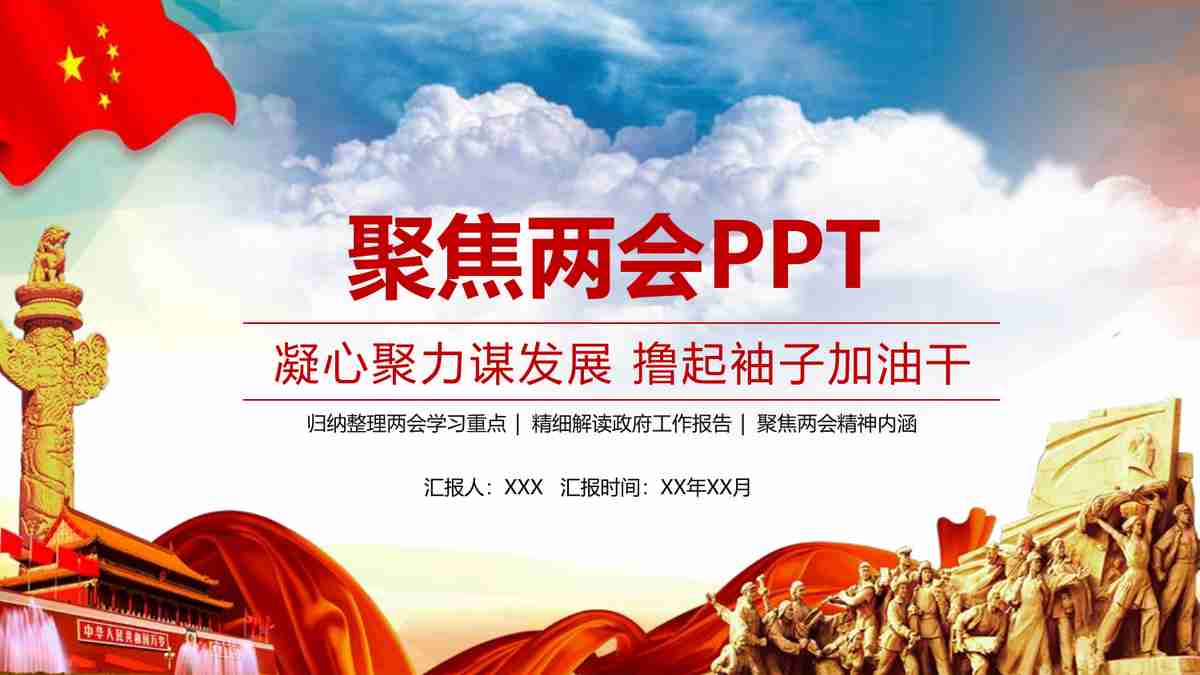 聚焦两会PPT
凝心聚力谋发展 撸起袖子加油干
归纳整理两会学习重点 | 精细解读政府工作报告 | 聚焦两会精神内涵
汇报人：XXX 汇报时间：XX年XX月
中华人民共和国万岁